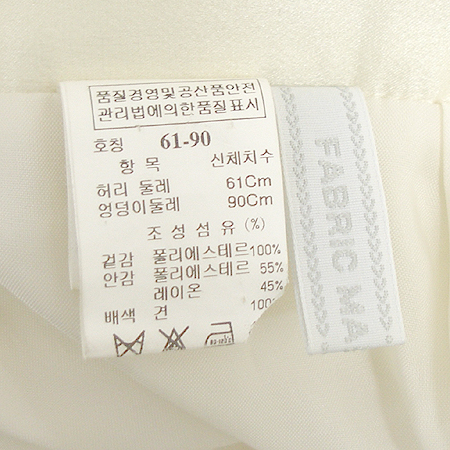 품질경영및공산품안전
관리법에의한품질표시
호칭 61-90
항 목 신체치수
허리 둘레 61Cm
엉덩이둘레 90Cm
조성섬유(%)
겉감 폴리에스테르100%
안감 폴리에스테르 55%
레이온 45%
배색 견 100%
FABRIC MA